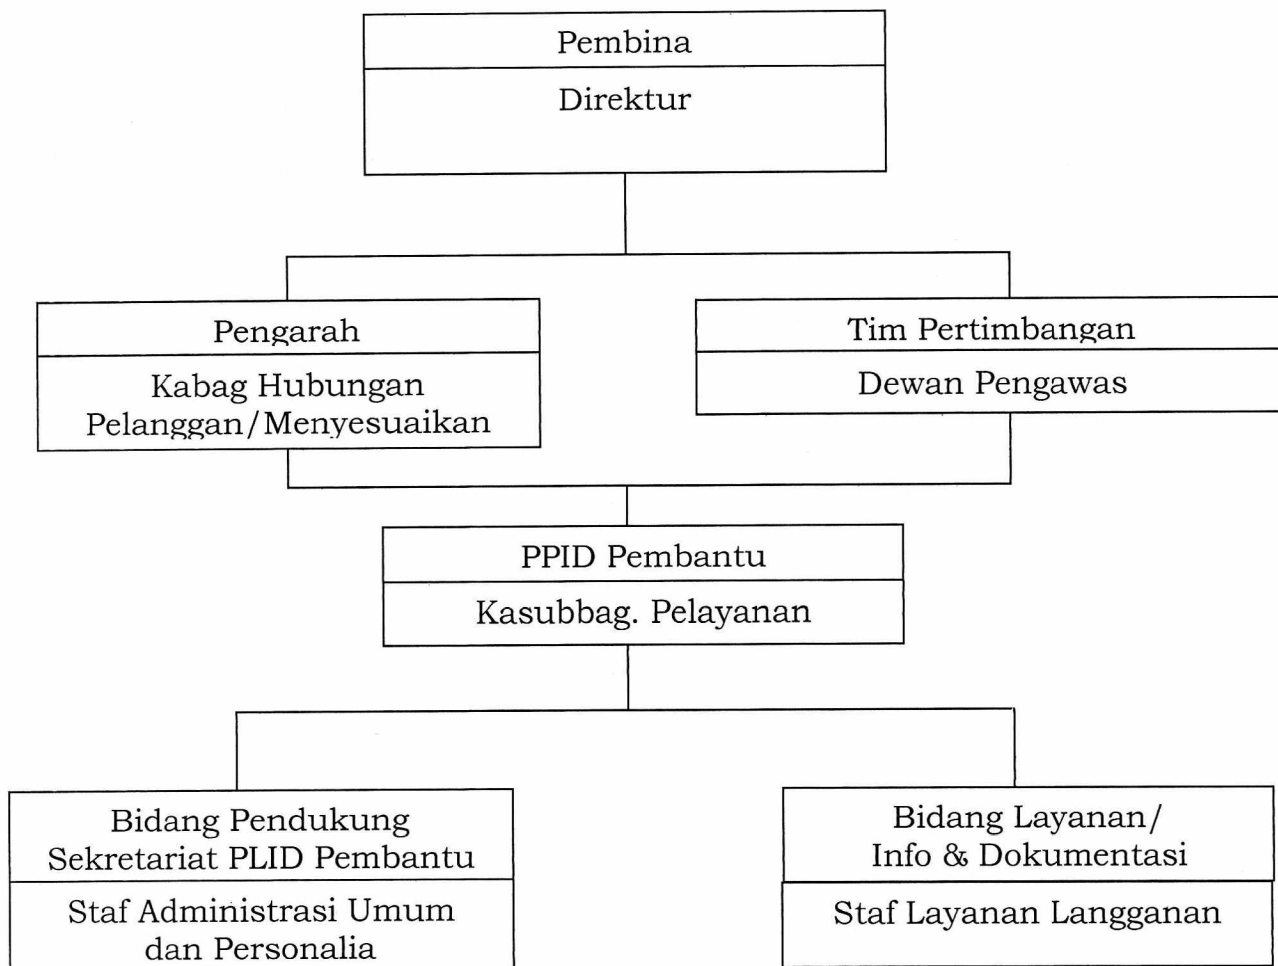 Pembina
Direktur
Pengarah
Kabag Hubungan
Pelanggan/Menyesuaikan
Tim Pertimbangan
Dewan Pengawas
PPID Pembantu
Kasubbag. Pelayanan
Bidang Pendukung
Sekretariat PLID Pembantu
Staf Administrasi Umum
dan Personalia
Bidang Layanan/
Info & Dokumentasi
Staf Layanan Langganan